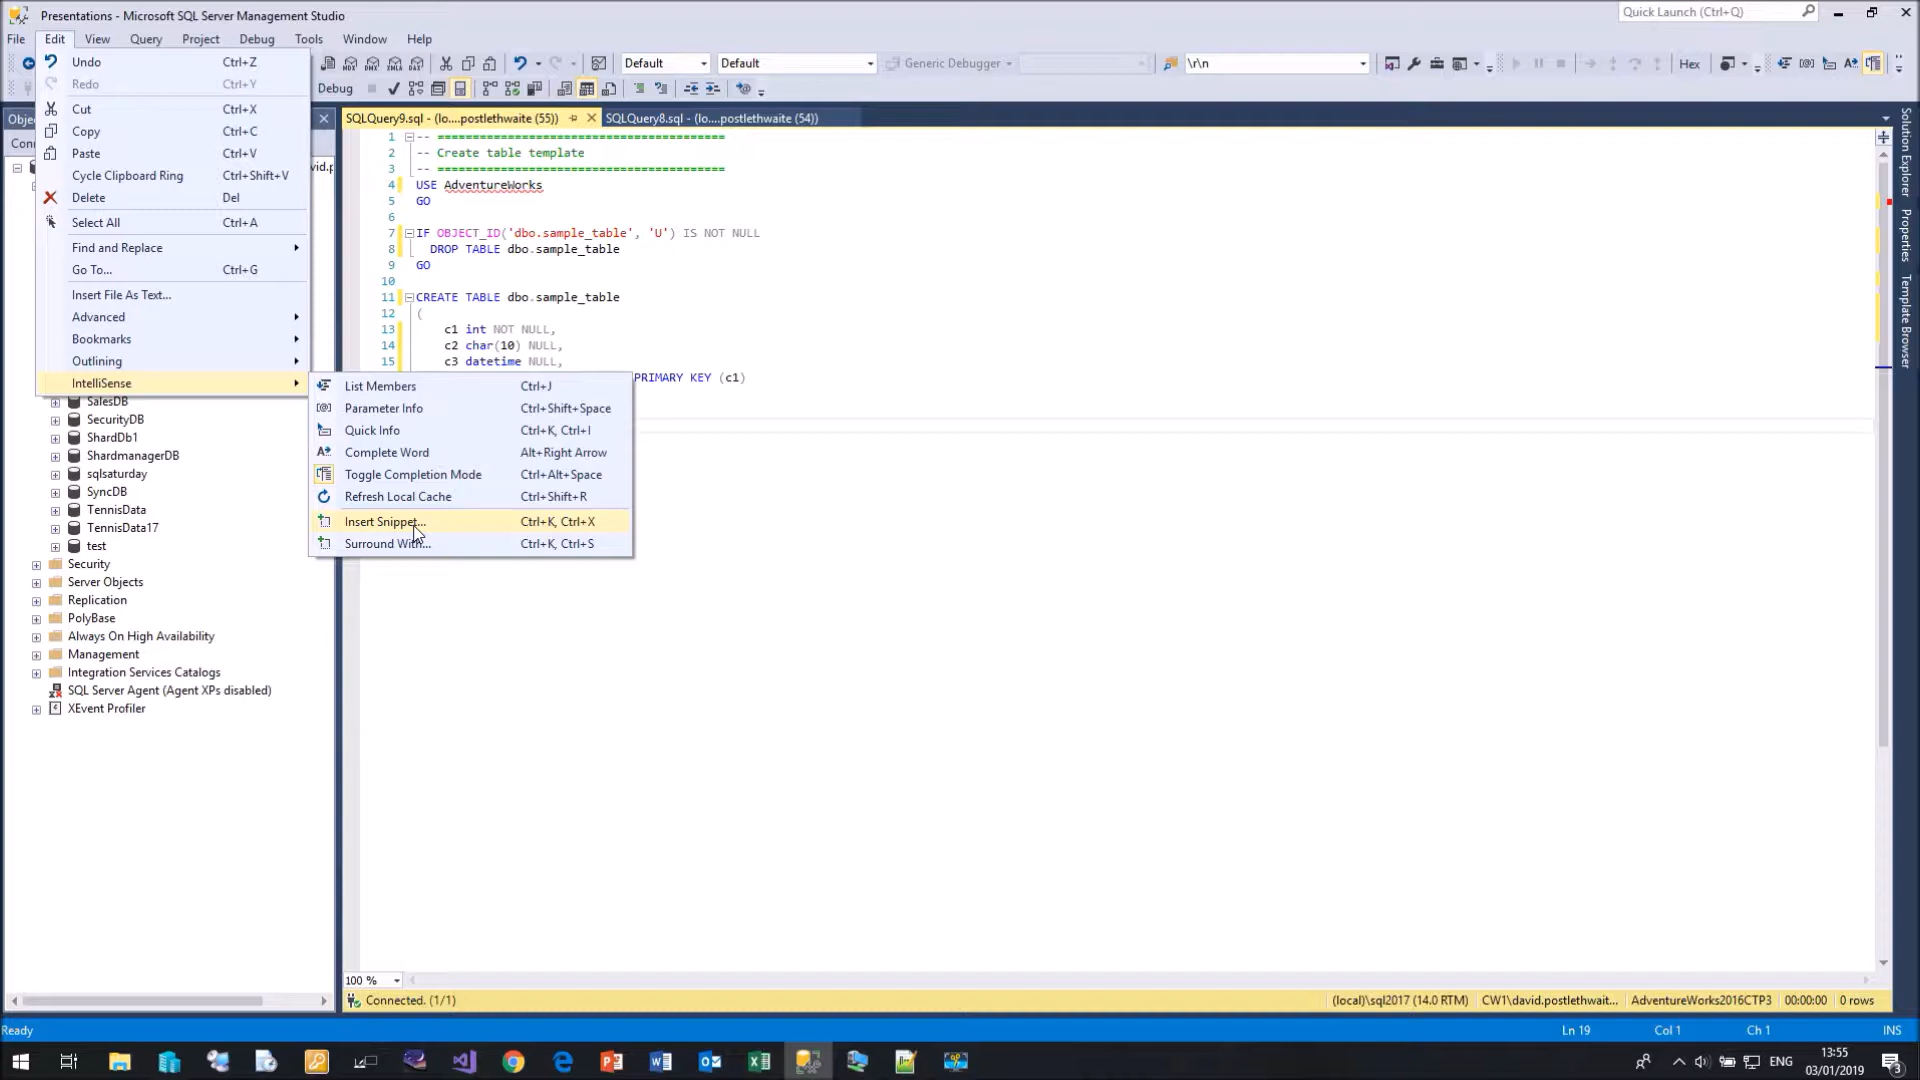 Presentations - Microsoft SQL Server Management Studio
Quick Launch (Ctrl+Q)
File Edit View Query Project Debug Tools Window Help
Default Default Generic Debugger \r\n Hex
Debug
Undo Ctrl+Z
Redo Ctrl+Y
Cut Ctrl+X
Copy Ctrl+C
Paste Ctrl+V
Cycle Clipboard Ring Ctrl+Shift+V
Delete Del
Select All Ctrl+A
Find and Replace
Go To... Ctrl+G
Insert File As Text...
Advanced
Bookmarks
Outlining
IntelliSense
List Members Ctrl+J
Parameter Info Ctrl+Shift+Space
Quick Info Ctrl+K, Ctrl+I
Complete Word Alt+Right Arrow
Toggle Completion Mode Ctrl+Alt+Space
Refresh Local Cache Ctrl+Shift+R
Insert Snippet... Ctrl+K, Ctrl+X
Surround With... Ctrl+K, Ctrl+S
Obje
Con
vid.p
SalesDB
SecurityDB
ShardDb1
ShardmanagerDB
sqlsaturday
SyncDB
TennisData
TennisData17
test
Security
Server Objects
Replication
PolyBase
Always On High Availability
Management
Integration Services Catalogs
SQL Server Agent (Agent XPs disabled)
XEvent Profiler
SQLQuery9.sql - (lo....postlethwaite (55)) SQLQuery8.sql - (lo....postlethwaite (54))
1 -- =========================================
2 -- Create table template
3 -- =========================================
4 USE AdventureWorks
5 GO
6
7 IF OBJECT_ID('dbo.sample_table', 'U') IS NOT NULL
8 DROP TABLE dbo.sample_table
9 GO
10
11 CREATE TABLE dbo.sample_table
12 (
13 c1 int NOT NULL,
14 c2 char(10) NULL,
15 c3 datetime NULL,
PRIMARY KEY (c1)
Solution Explorer
Properties
Template Browser
100 %
Connected. (1/1) (local)\sql2017 (14.0 RTM) CW1\david.postlethwait... AdventureWorks2016CTP3 00:00:00 0 rows
Ready Ln 19 Col 1 Ch 1 INS
ENG 13:55
03/01/2019
3